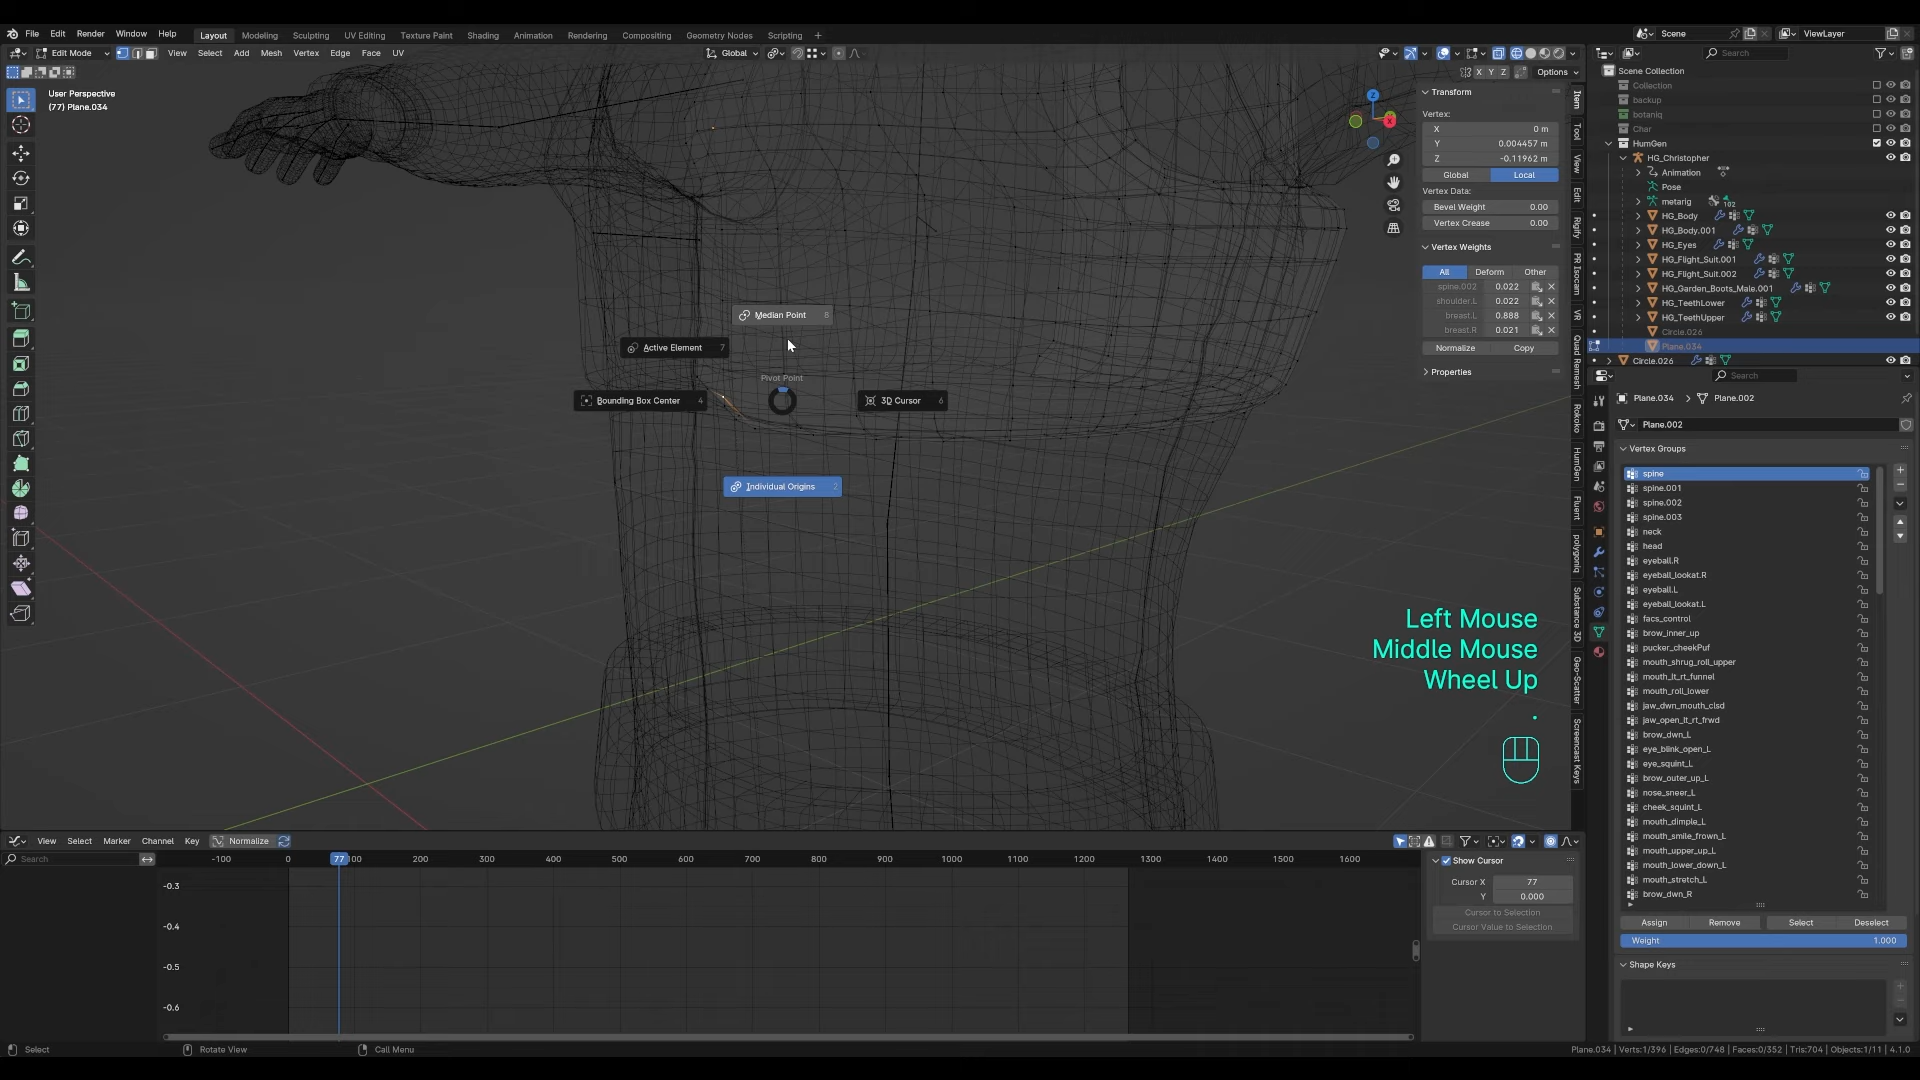 File Edit Render Window Help Layout Modeling Sculpting UV Editing Texture Paint Shading Animation Rendering Compositing Geometry Nodes Scripting + Scene ViewLayer
Edit Mode View Select Add Mesh Vertex Edge Face UV Global Search
X Y Z Options
User Perspective
(77) Plane.034
Transform
Vertex:
X 0 m
Y 0.004457 m
Z -0.11962 m
Global Local
Vertex Data:
Bevel Weight 0.00
Vertex Crease 0.00
Vertex Weights
All Deform Other
spine.002 0.022
shoulder.L 0.022
breast.L 0.888
breast.R 0.021
Normalize Copy
Properties
Item
Tool
View
Edit
Rigify
PR Isocam
VR
Quad Remesh
Rokoko
HumGen
Fluent
polygoniq
Substance 3D
Geo-Scatter
Screencast Keys
Z
X
Median Point 8
Active Element 7
Pivot Point
Bounding Box Center 4
3D Cursor 6
Individual Origins 2
Left Mouse
Middle Mouse
Wheel Up
Scene Collection
Collection
backup
botaniq
Char
HumGen
HG_Christopher
Animation
Pose
metarig 102
HG_Body
HG_Body.001
HG_Eyes
HG_Flight_Suit.001
HG_Flight_Suit.002
HG_Garden_Boots_Male.001
HG_TeethLower
HG_TeethUpper
Circle.026
Plane.034
Circle.026
Search
Plane.034 > Plane.002
Plane.002
Vertex Groups
spine
spine.001
spine.002
spine.003
neck
head
eyeball.R
eyeball_lookat.R
eyeball.L
eyeball_lookat.L
facs_control
brow_inner_up
pucker_cheekPuf
mouth_shrug_roll_upper
mouth_lt_rt_funnel
mouth_roll_lower
jaw_dwn_mouth_clsd
jaw_open_lt_rt_frwd
brow_dwn_L
eye_blink_open_L
eye_squint_L
brow_outer_up_L
nose_sneer_L
cheek_squint_L
mouth_dimple_L
mouth_smile_frown_L
mouth_upper_up_L
mouth_lower_down_L
mouth_stretch_L
brow_dwn_R
Assign Remove Select Deselect
Weight 1.000
Shape Keys
View Select Marker Channel Key Normalize
Search
-100 0 77 100 200 300 400 500 600 700 800 900 1000 1100 1200 1300 1400 1500 1600
-0.3
-0.4
-0.5
-0.6
Show Cursor
Cursor X 77
Y 0.000
Cursor to Selection
Cursor Value to Selection
Select Rotate View Call Menu
Plane.034 | Verts:1/396 | Edges:0/748 | Faces:0/352 | Tris:704 | Objects:1/11 | 4.1.0